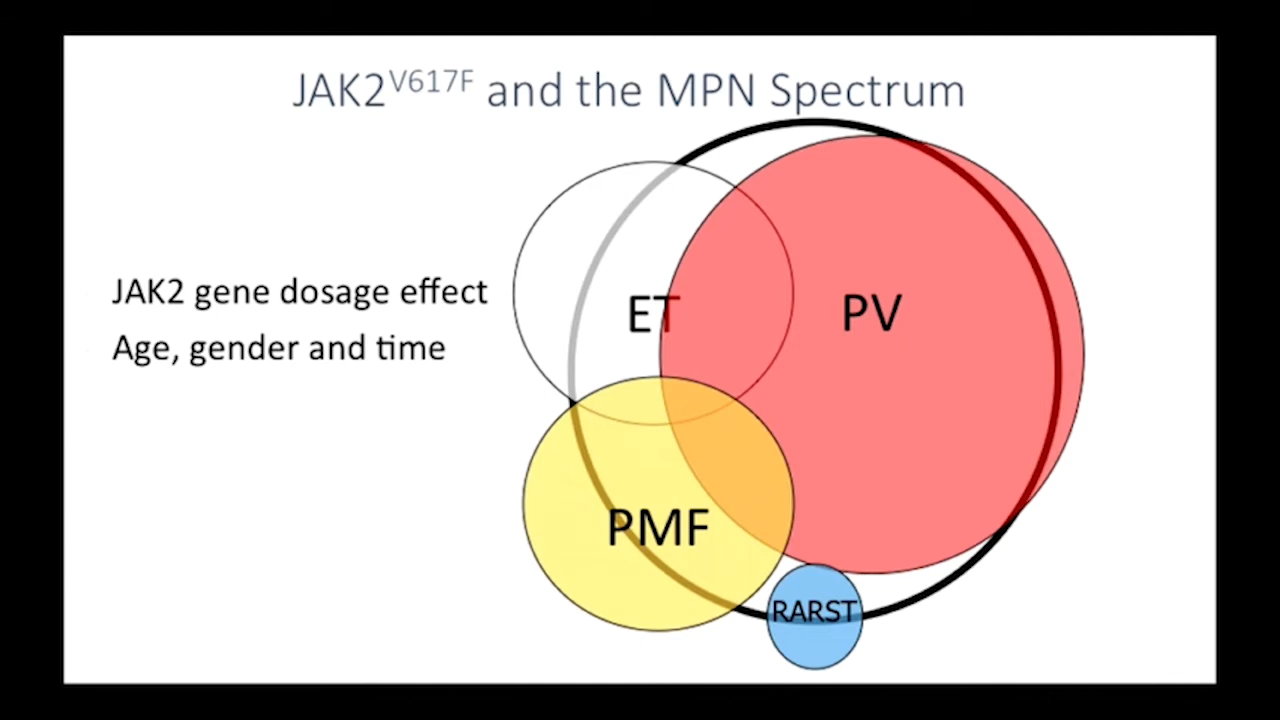 JAK2V617F and the MPN Spectrum
JAK2 gene dosage effect
Age, gender and time
ET
PV
PMF
RARST